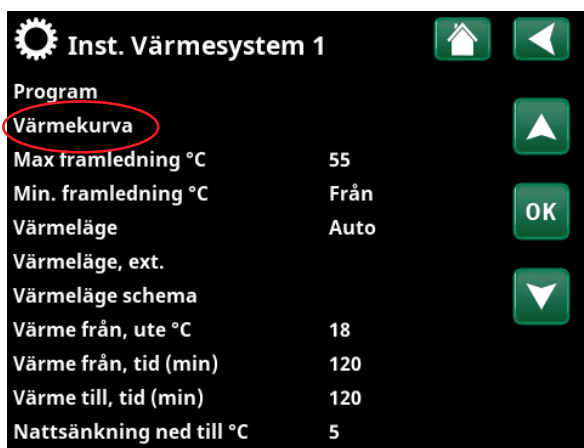 Inst. Värmesystem 1
Program
Värmekurva
Max framledning °C 55
Min. framledning °C Från
Värmeläge Auto
OK
Värmeläge, ext.
Värmeläge schema
Värme från, ute °C 18
Värme från, tid (min) 120
Värme till, tid (min) 120
Nattsänkning ned till °C 5